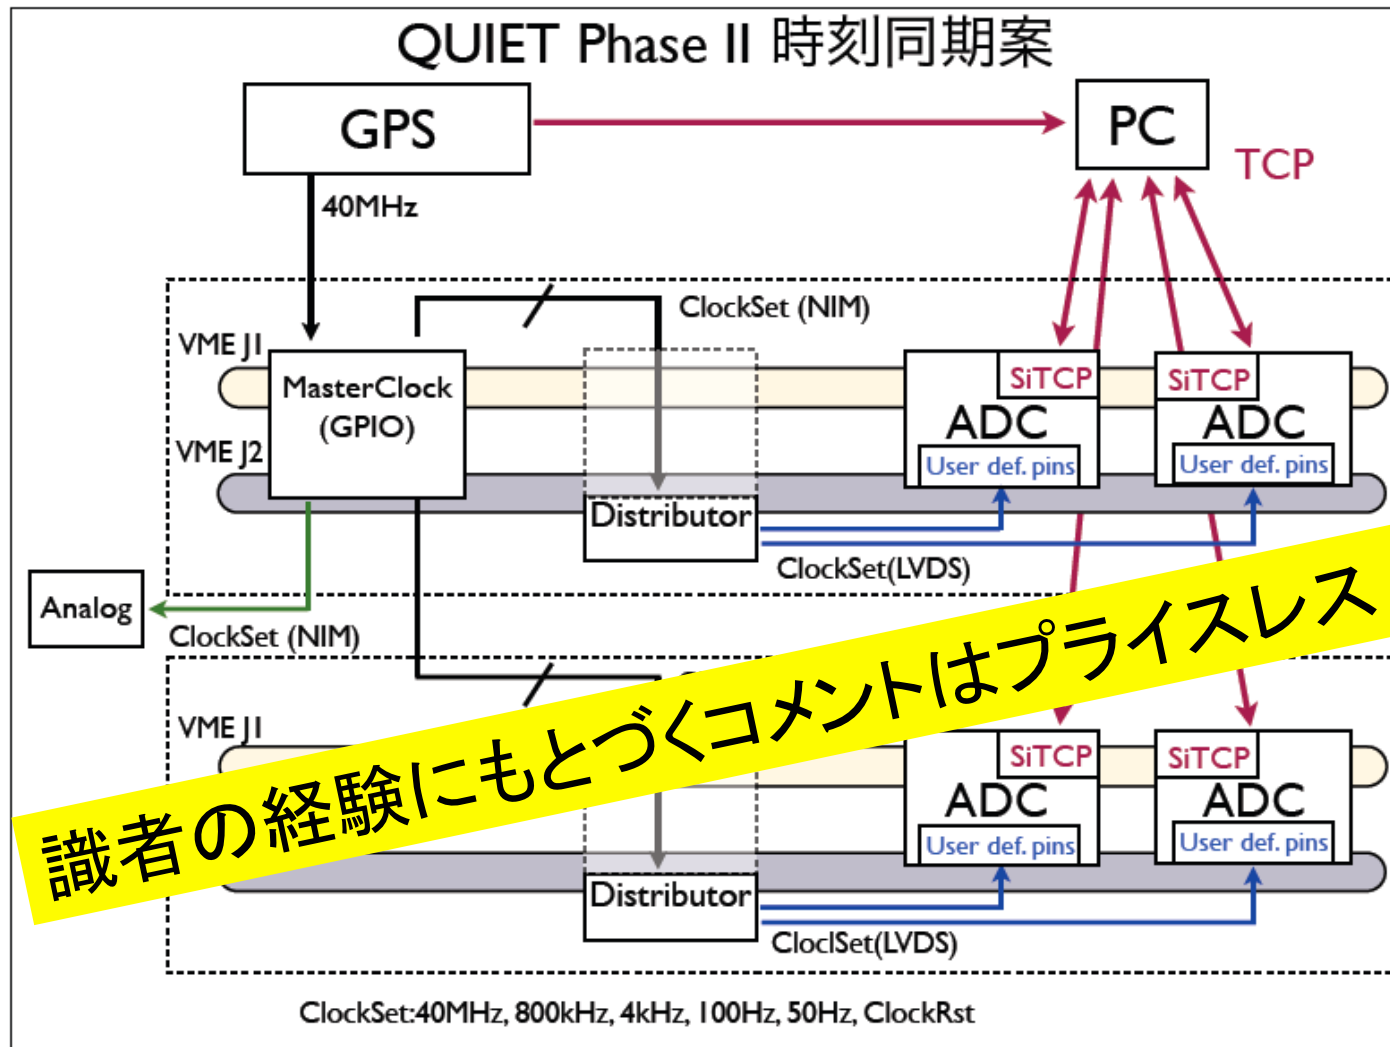 QUIET Phase II 時刻同期案
GPS
PC
TCP
40MHz
ClockSet (NIM)
VME J1
MasterClock
(GPIO)
SiTCP
SiTCP
ADC
ADC
VME J2
User def. pins
User def. pins
Distributor
ClockSet(LVDS)
Analog
ClockSet (NIM)
識者の経験にもとづくコメントはプライスレス
VME J1
SiTCP
SiTCP
ADC
ADC
User def. pins
User def. pins
Distributor
CloclSet(LVDS)
ClockSet:40MHz, 800kHz, 4kHz, 100Hz, 50Hz, ClockRst